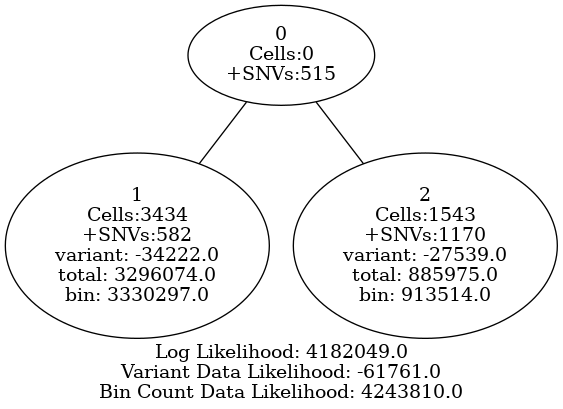 0
Cells:0
+SNVs:515
1
Cells:3434
+SNVs:582
variant: -34222.0
total: 3296074.0
bin: 3330297.0
2
Cells:1543
+SNVs:1170
variant: -27539.0
total: 885975.0
bin: 913514.0
Log Likelihood: 4182049.0
Variant Data Likelihood: -61761.0
Bin Count Data Likelihood: 4243810.0